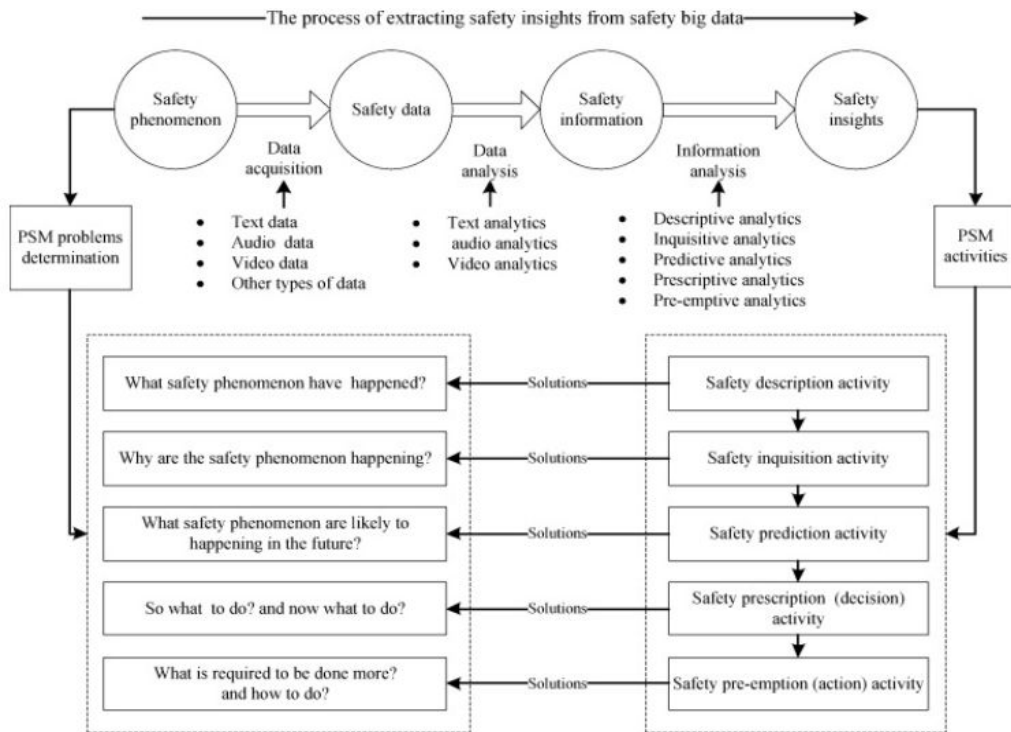 The process of extracting safety insights from safety big data
Safety
phenomenon
Safety data
Safety
information
Safety
insights
Data
acquisition
Data
analysis
Information
analysis
• Text data
• Audio data
• Video data
• Other types of data
• Text analytics
• audio analytics
• Video analytics
• Descriptive analytics
• Inquisitive analytics
• Predictive analytics
• Prescriptive analytics
• Pre-emptive analytics
PSM problems
determination
PSM
activities
What safety phenomenon have happened?
Solutions
Safety description activity
Why are the safety phenomenon happening?
Solutions
Safety inquisition activity
What safety phenomenon are likely to
happening in the future?
Solutions
Safety prediction activity
So what to do? and now what to do?
Solutions
Safety prescription (decision)
activity
What is required to be done more?
and how to do?
Solutions
Safety pre-emption (action) activity